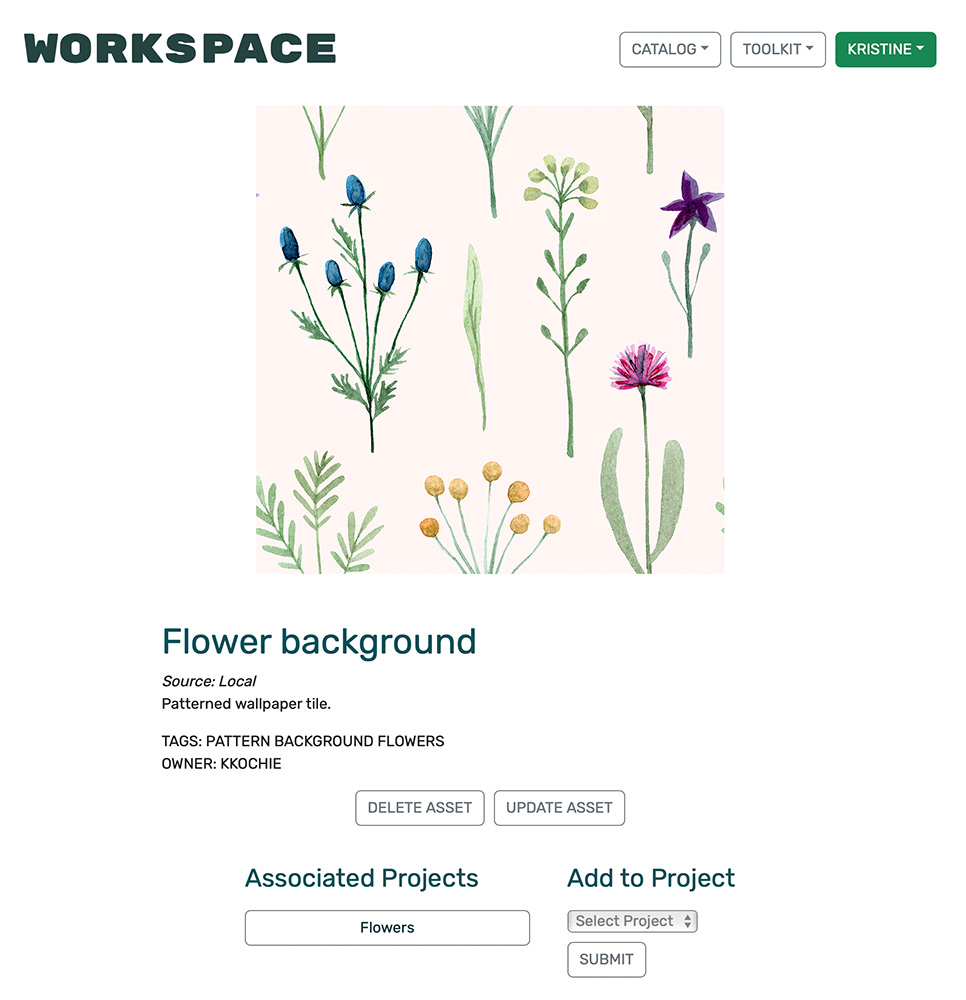 WORKSPACE
CATALOG
TOOLKIT
KRISTINE
Flower background
Source: Local
Patterned wallpaper tile.
TAGS: PATTERN BACKGROUND FLOWERS
OWNER: KKOCHIE
DELETE ASSET
UPDATE ASSET
Associated Projects
Flowers
Add to Project
Select Project
SUBMIT